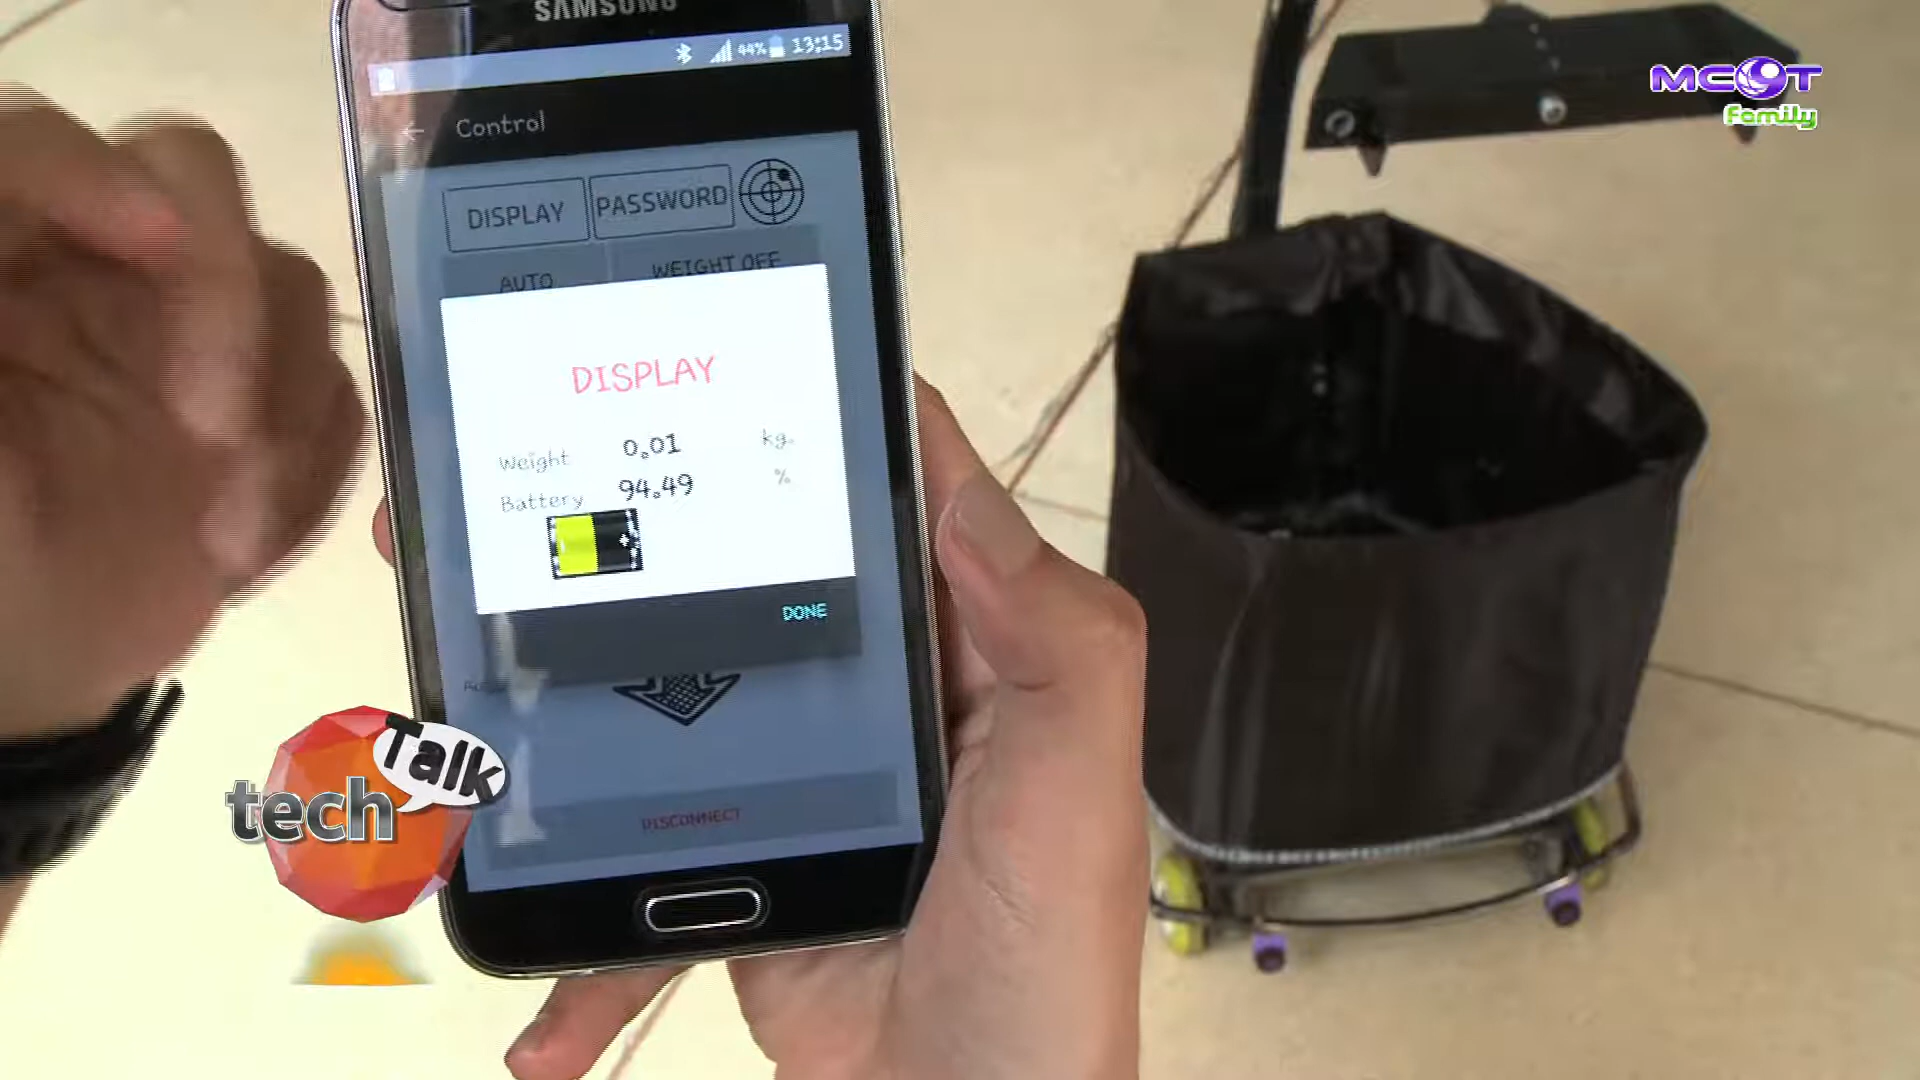 SAMSUNG
44% 13:15
Control
DISPLAY PASSWORD
AUTO WEIGHT OFF
DISPLAY
Weight 0.01 kg.
Battery 94.49 %
DONE
DISCONNECT
tech Talk
MCOT
Family